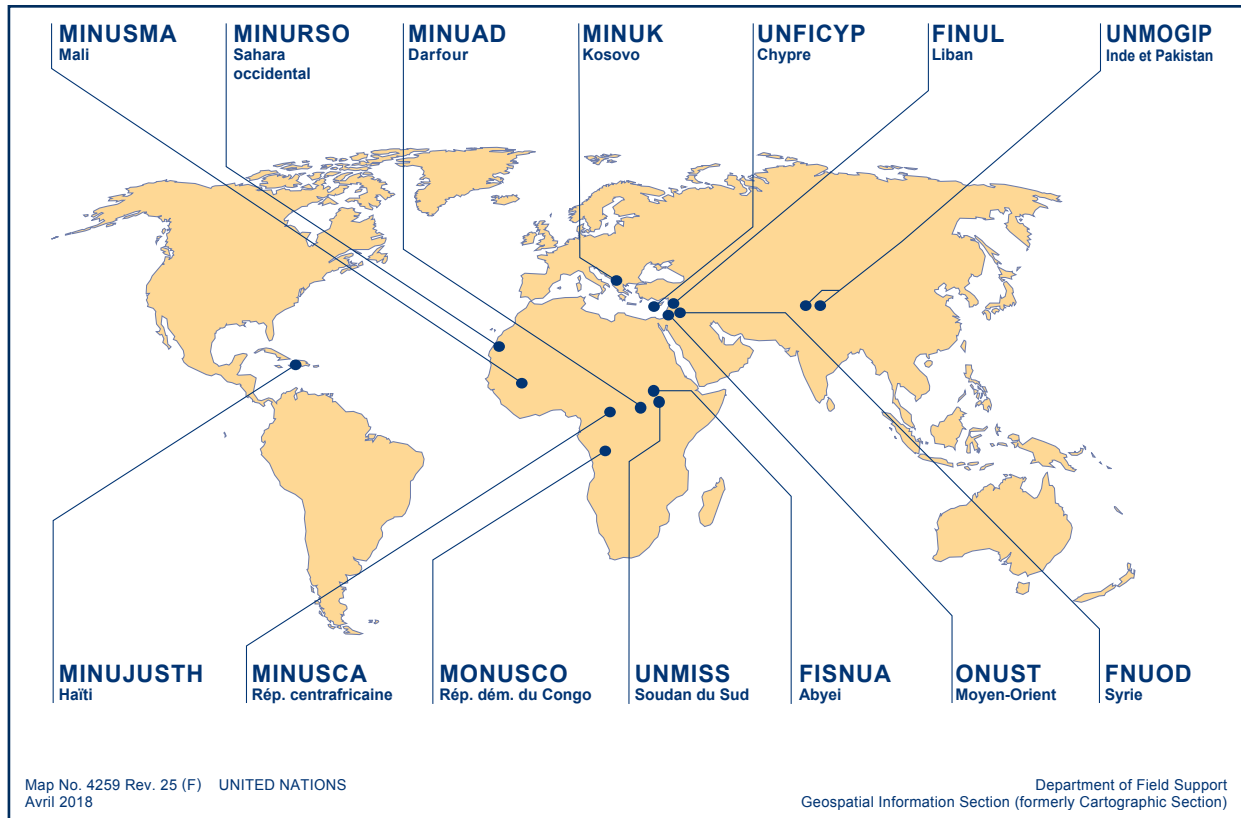 MINUSMA
Mali
MINURSO
Sahara
occidental
MINUAD
Darfour
MINUK
Kosovo
UNFICYP
Chypre
FINUL
Liban
UNMOGIP
Inde et Pakistan
MINUJUSTH
Haïti
MINUSCA
Rép. centrafricaine
MONUSCO
Rép. dém. du Congo
UNMISS
Soudan du Sud
FISNUA
Abyei
ONUST
Moyen-Orient
FNUOD
Syrie
Map No. 4259 Rev. 25 (F) UNITED NATIONS
Avril 2018
Department of Field Support
Geospatial Information Section (formerly Cartographic Section)